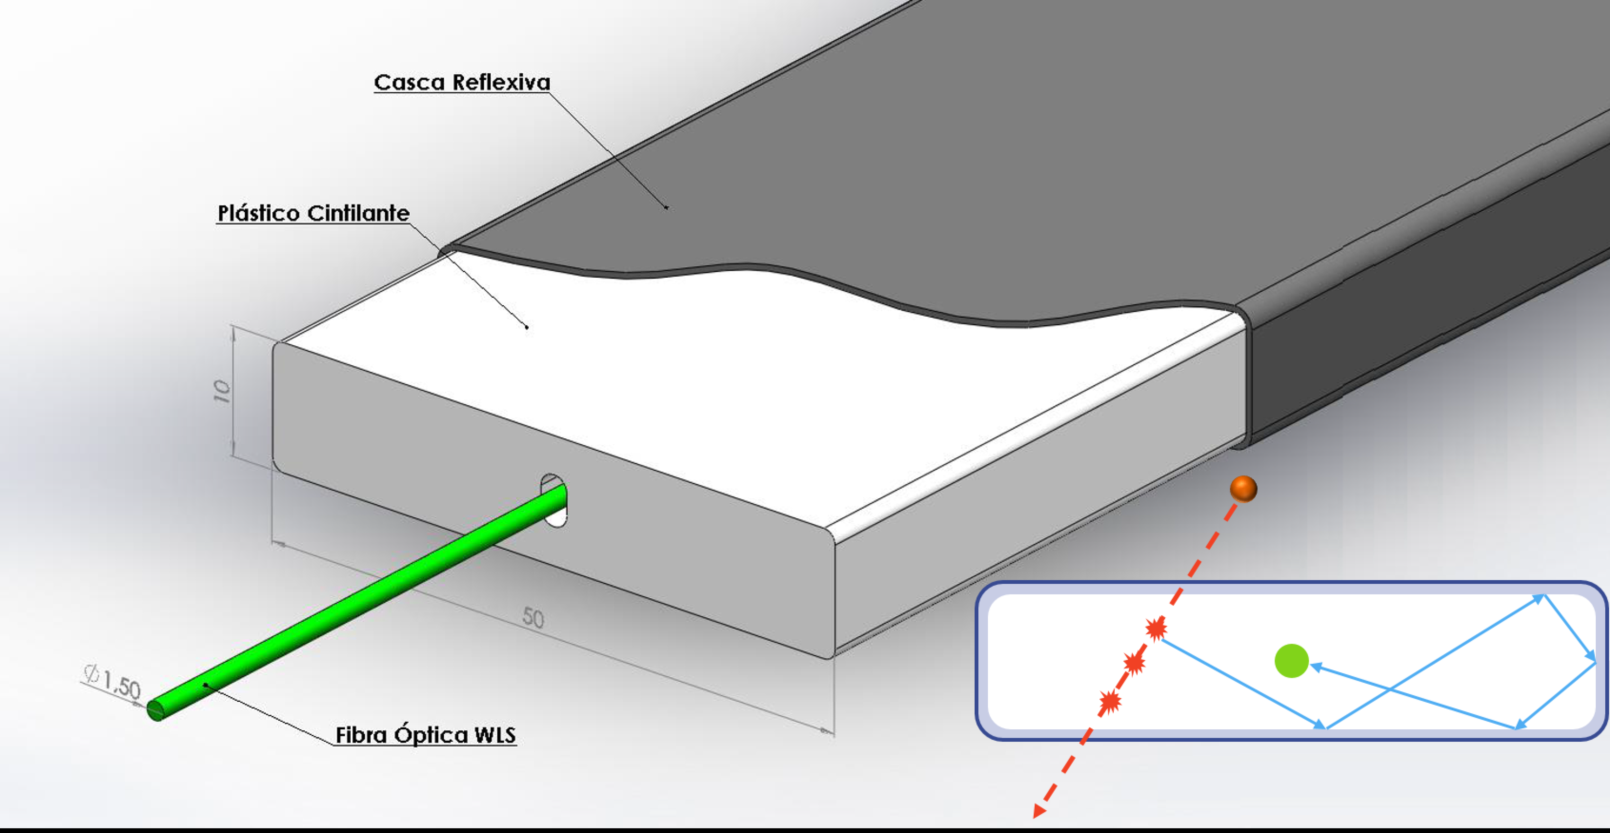 Casca Reflexiva
Plástico Cintilante
10
50
∅1,50
Fibra Óptica WLS